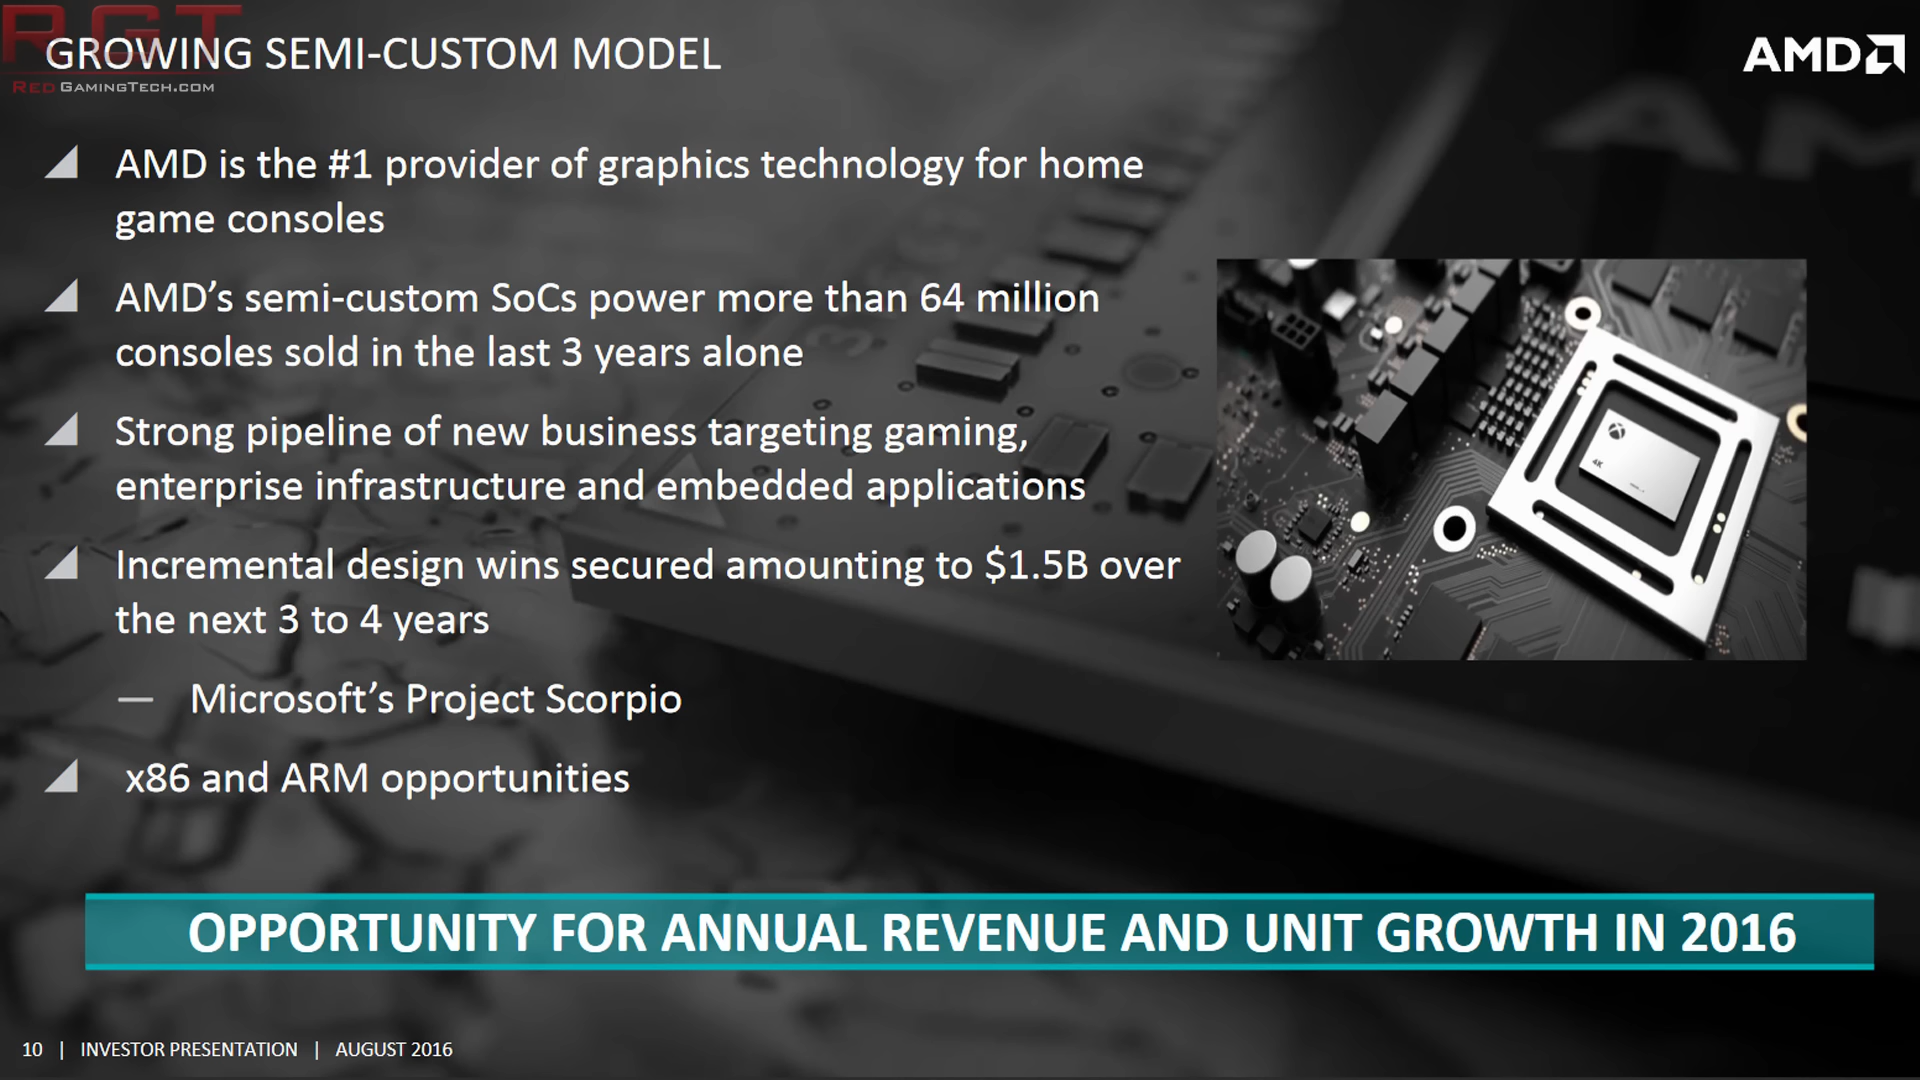 RGT
GROWING SEMI-CUSTOM MODEL
AMD
RED GAMINGTECH.COM
AMD is the #1 provider of graphics technology for home
game consoles
AMD's semi-custom SoCs power more than 64 million
consoles sold in the last 3 years alone
Strong pipeline of new business targeting gaming,
enterprise infrastructure and embedded applications
Incremental design wins secured amounting to $1.5B over
the next 3 to 4 years
— Microsoft's Project Scorpio
x86 and ARM opportunities
4K
OPPORTUNITY FOR ANNUAL REVENUE AND UNIT GROWTH IN 2016
10 | INVESTOR PRESENTATION | AUGUST 2016